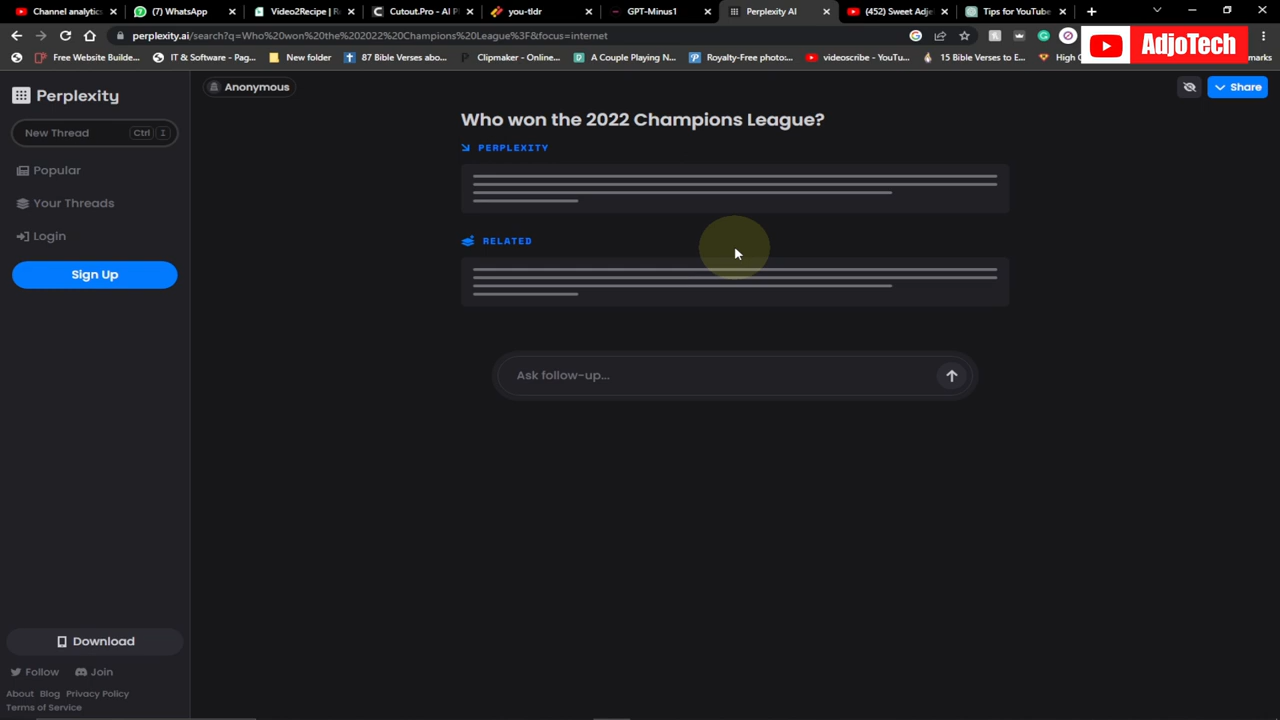 Channel analytic
(7) WhatsApp
Video2Recipe | R
Cutout.Pro - AI P
you-tldr
GPT-Minus1
Perplexity AI
(452) Sweet Adje
Tips for YouTube
perplexity.ai/search?q=Who%20won%20the%202022%20Champions%20League%3F&focus=internet
Free Website Builde...
IT & Software - Pag...
New folder
87 Bible Verses abo...
Clipmaker - Online...
A Couple Playing N...
Royalty-Free photo:...
videoscribe - YouTu...
15 Bible Verses to E...
High C
marks
AdjoTech
Perplexity
New Thread Ctrl I
Popular
Your Threads
Login
Sign Up
Anonymous
Share
Who won the 2022 Champions League?
PERPLEXITY
RELATED
Ask follow-up...
Download
Follow Join
About Blog Privacy Policy
Terms of Service